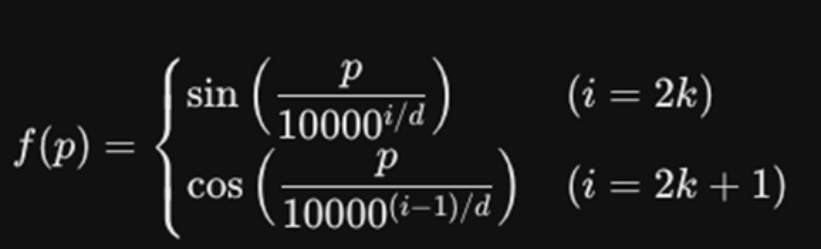 f(p) = { sin ( p / 10000^{i/d} ) (i = 2k)
cos ( p / 10000^{(i−1)/d} ) (i = 2k + 1)